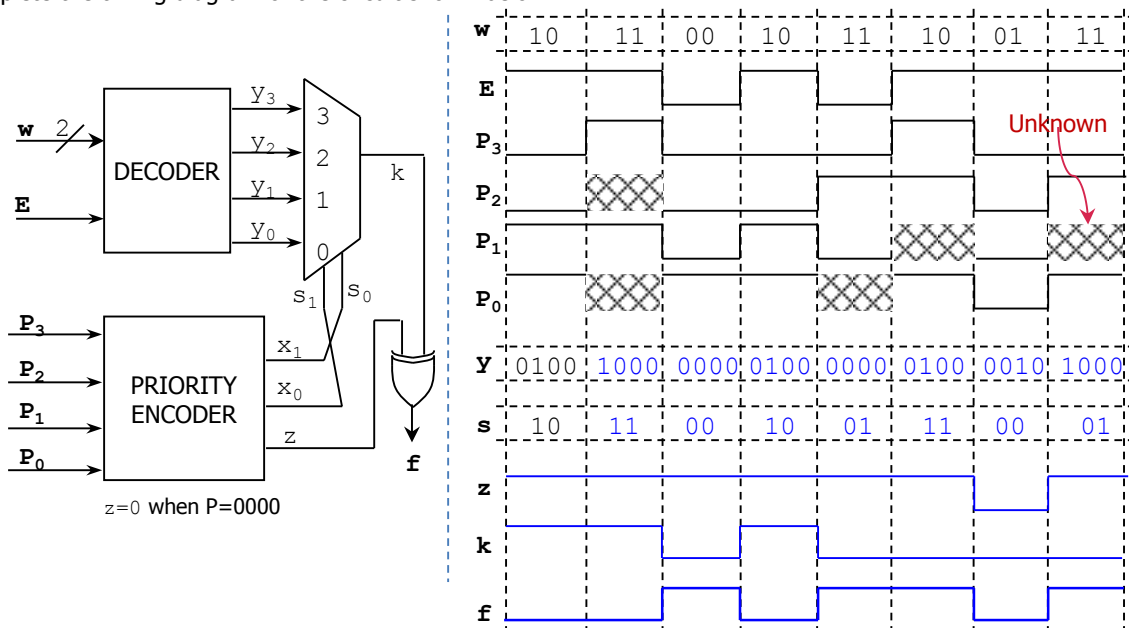 w 2
DECODER
E
y3
y2
y1
y0
3
2
1
0
k
s1 s0
P3
P2
P1
P0
PRIORITY
ENCODER
x1
x0
z
f
z=0 when P=0000
w 10 11 00 10 11 10 01 11
E
P3
Unknown
P2
P1
P0
y 0100 1000 0000 0100 0000 0100 0010 1000
s 10 11 00 10 01 11 00 01
z
k
f